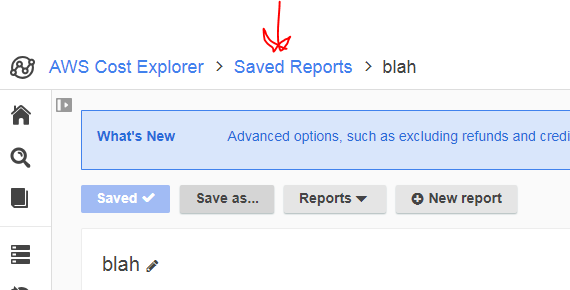 AWS Cost Explorer > Saved Reports > blah
What's New Advanced options, such as excluding refunds and credi
Saved Save as... Reports New report
blah